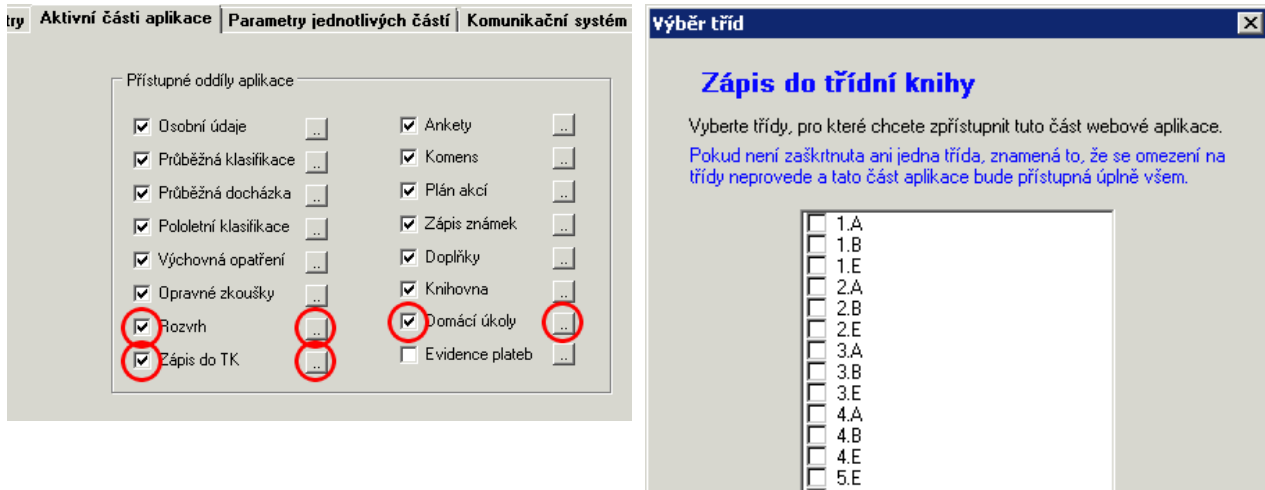 try Aktivní části aplikace Parametry jednotlivých částí Komunikační systém
Přístupné oddíly aplikace
Osobní údaje ..
Průběžná klasifikace ..
Průběžná docházka ..
Pololetní klasifikace ..
Výchovná opatření ..
Opravné zkoušky ..
Rozvrh ..
Zápis do TK ..
Ankety ..
Komens ..
Plán akcí ..
Zápis známek ..
Doplňky ..
Knihovna ..
Domácí úkoly ..
Evidence plateb ..
Výběr tříd
Zápis do třídní knihy
Vyberte třídy, pro které chcete zpřístupnit tuto část webové aplikace.
Pokud není zaškrtnuta ani jedna třída, znamená to, že se omezení na
třídy neprovede a tato část aplikace bude přístupná úplně všem.
1.A
1.B
1.E
2.A
2.B
2.E
3.A
3.B
3.E
4.A
4.B
4.E
5.E